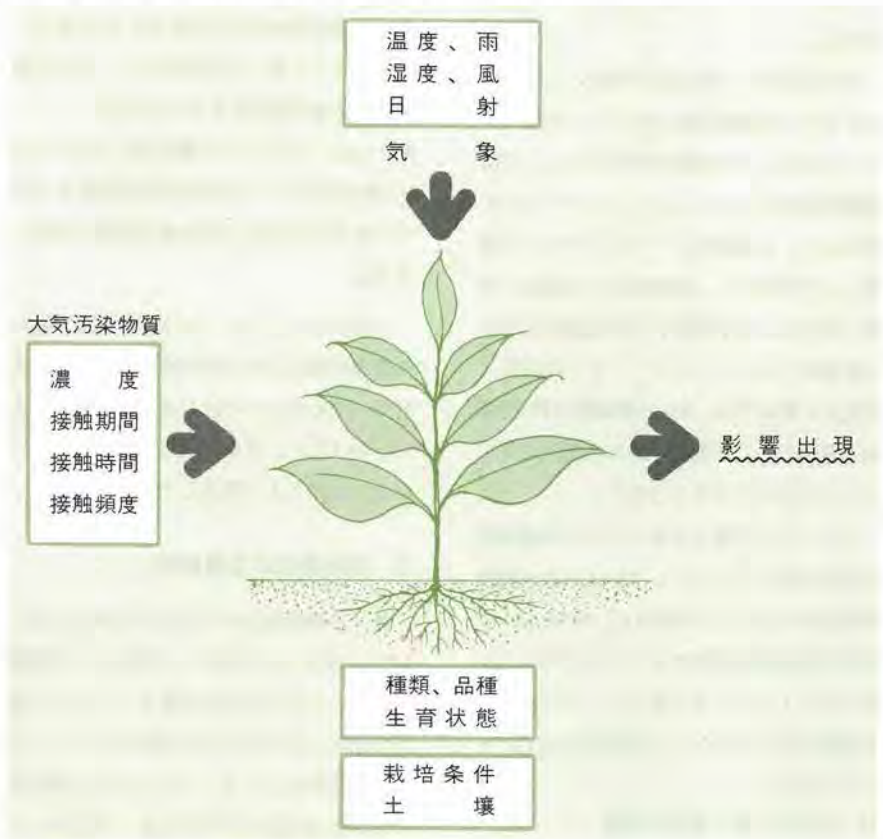 温度、雨
湿度、風
日射
気象
大気汚染物質
濃度
接触期間
接触時間
接触頻度
影響出現
種類、品種
生育状態
栽培条件
土壌